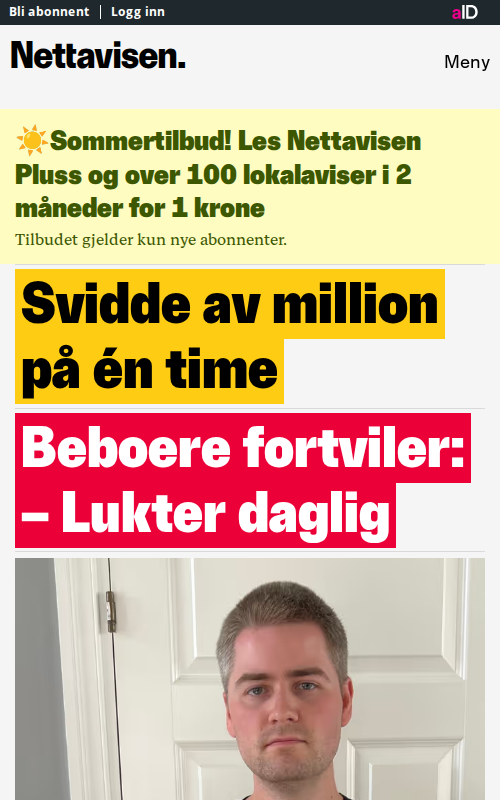 Bli abonnent
Logg inn
aID
Nettavisen.
Meny
☀️Sommertilbud! Les Nettavisen
Pluss og over 100 lokalaviser i 2
måneder for 1 krone
Tilbudet gjelder kun nye abonnenter.
Svidde av million
på én time
Beboere fortviler:
– Lukter daglig